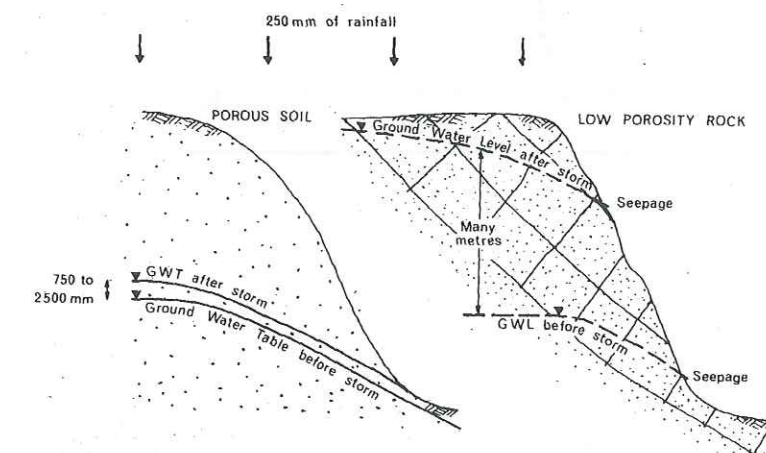 250 mm of rainfall
POROUS SOIL
LOW POROSITY ROCK
Ground Water Level after storm
Seepage
Many
metres
750 to
2500 mm
GWT after storm
Ground Water Table before storm
GWL before storm
Seepage